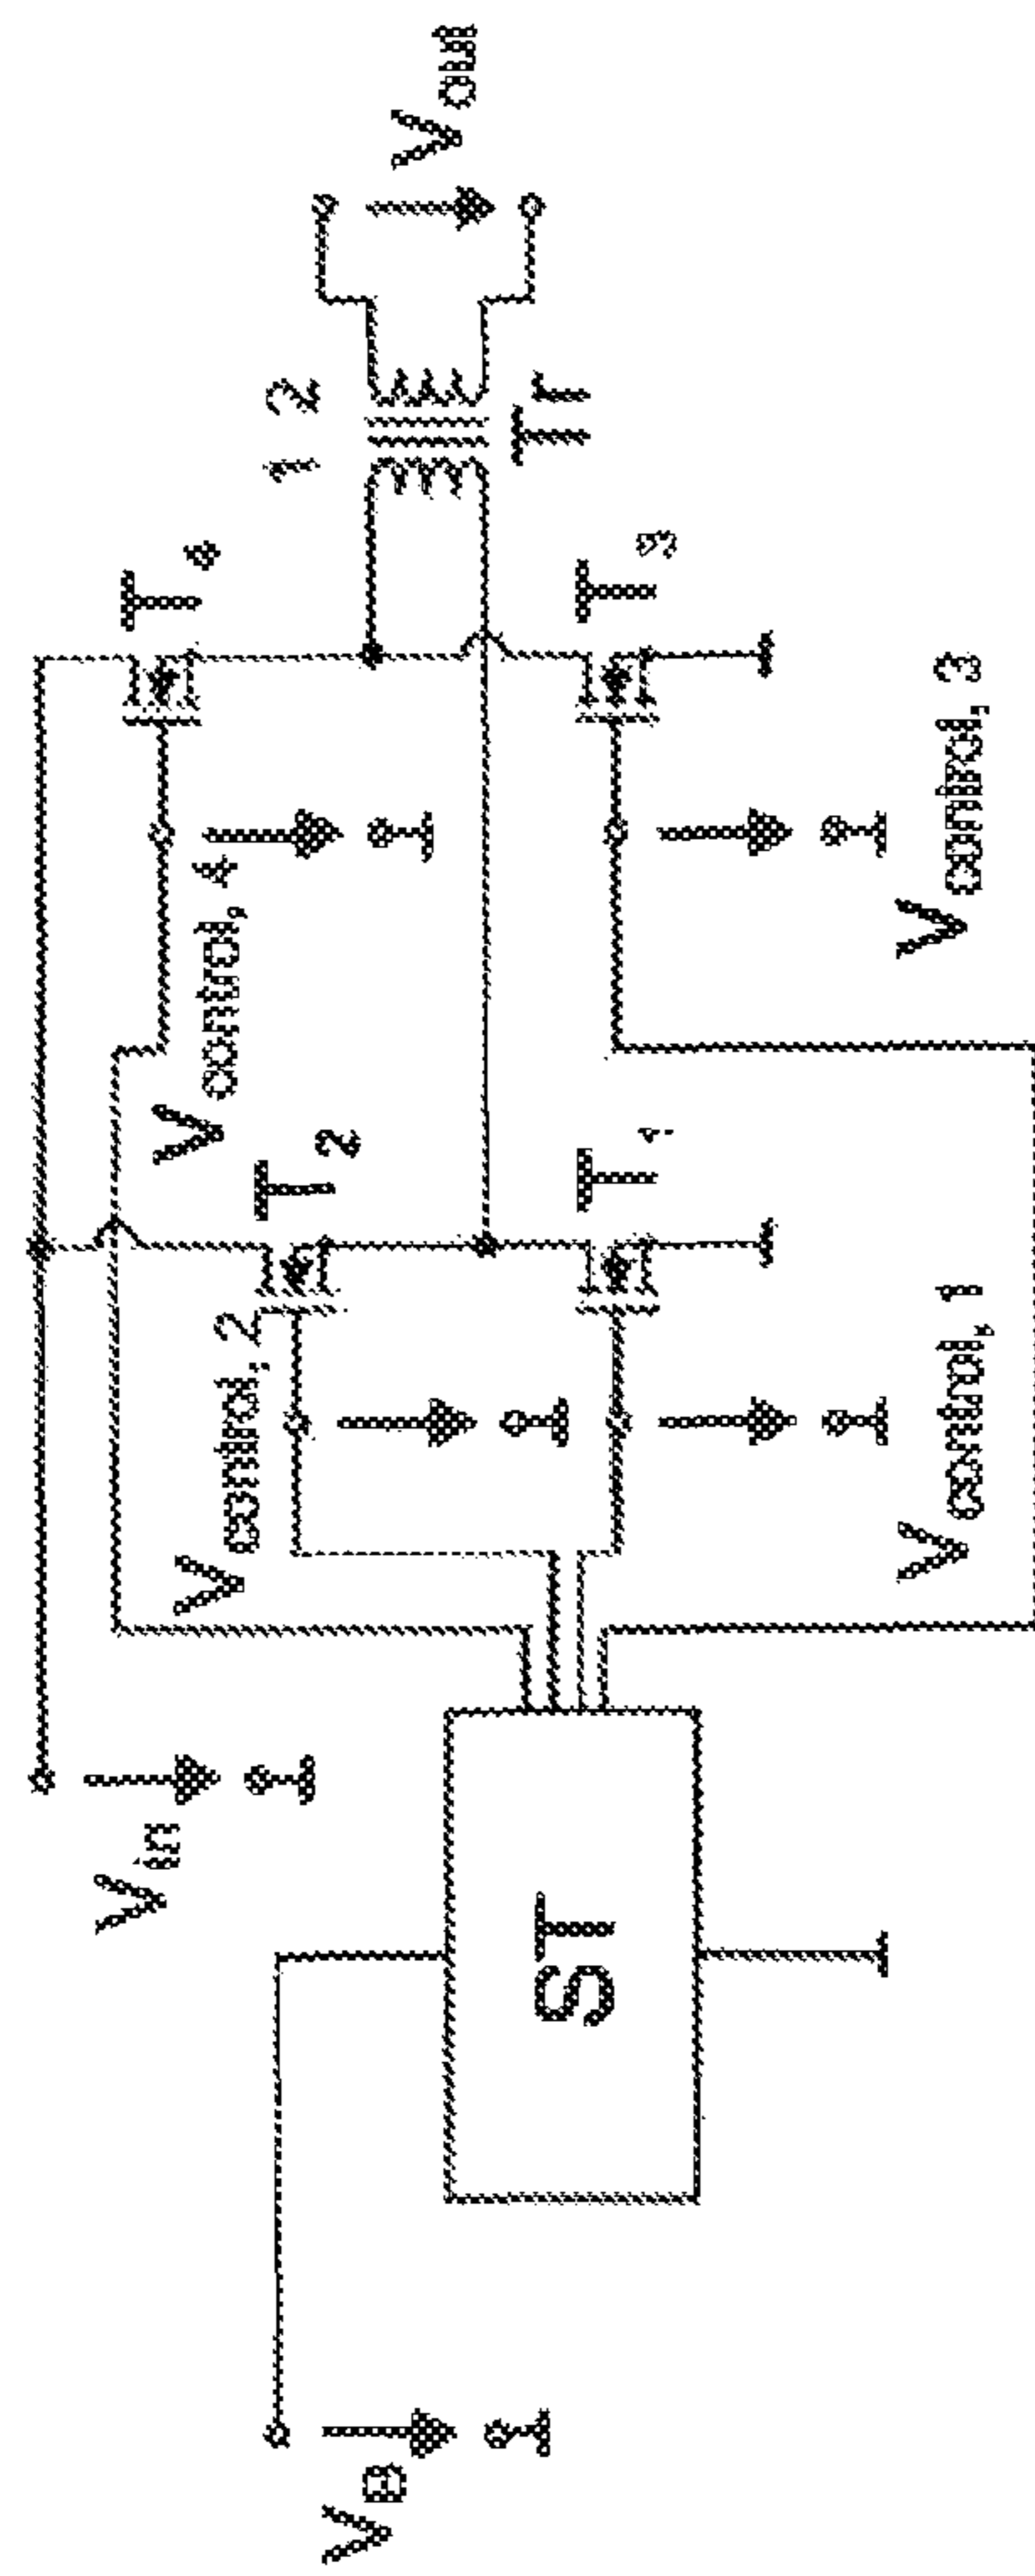 V_B
ST
V_in
V_control, 2
V_control, 1
T_2
T_1
V_control, 4
V_control, 3
T_4
T_3
1 2
Tr
V_out